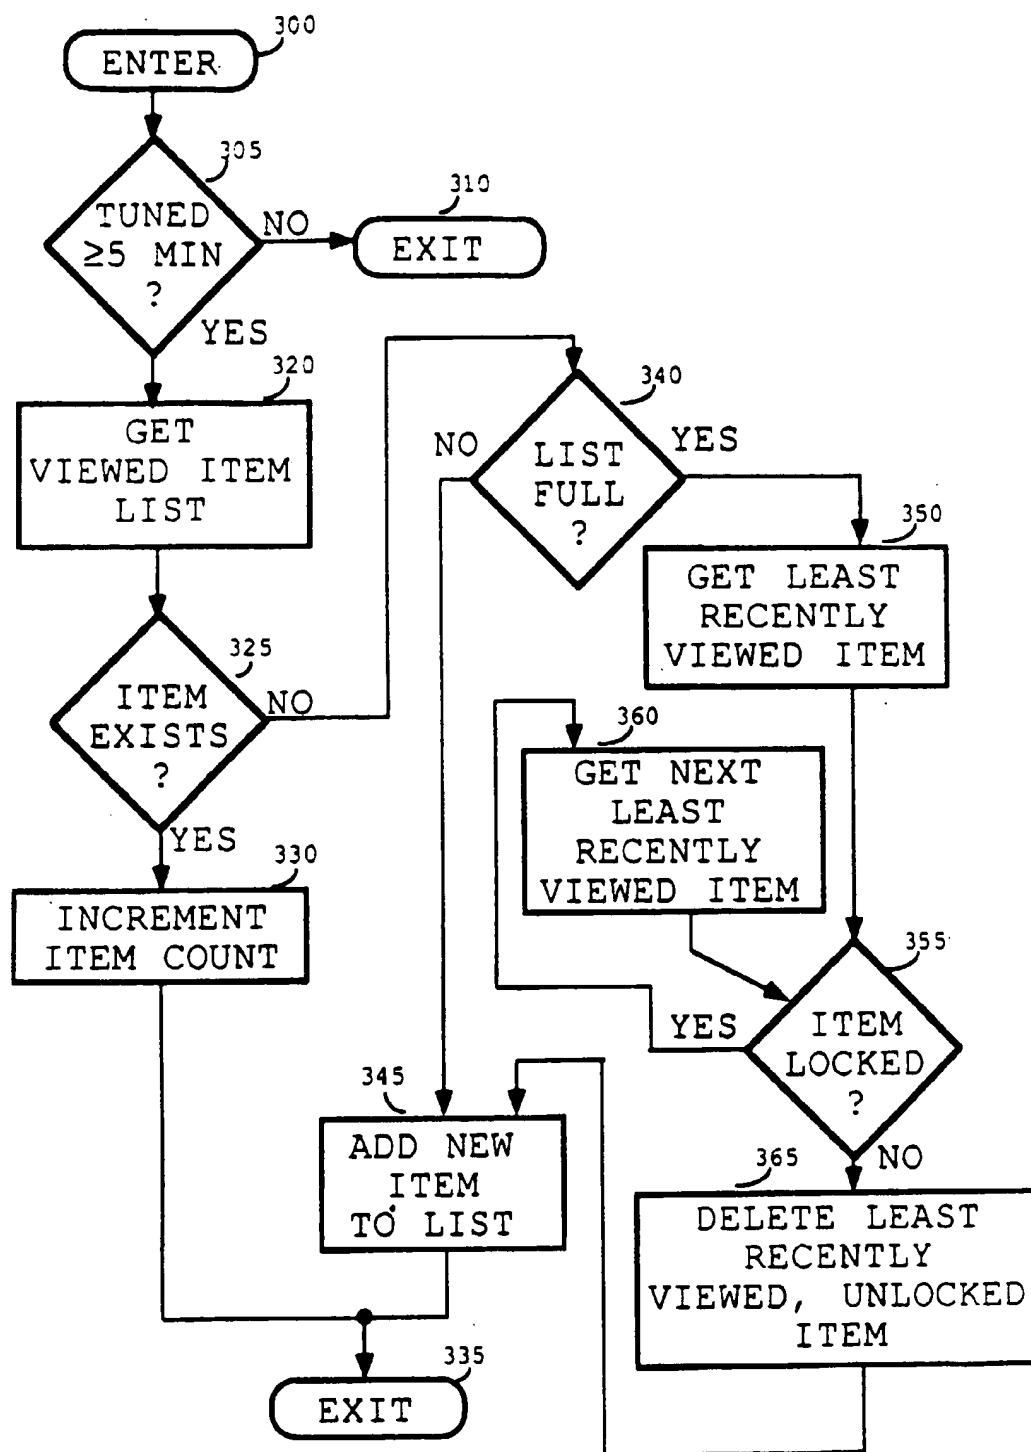 300
ENTER
305
TUNED
≥5 MIN
?
NO
310
EXIT
YES
320
GET
VIEWED ITEM
LIST
325
ITEM
EXISTS
?
NO
YES
330
INCREMENT
ITEM COUNT
340
LIST
FULL
?
NO
YES
350
GET LEAST
RECENTLY
VIEWED ITEM
360
GET NEXT
LEAST
RECENTLY
VIEWED ITEM
355
ITEM
LOCKED
?
YES
NO
345
ADD NEW
ITEM
TO LIST
365
DELETE LEAST
RECENTLY
VIEWED, UNLOCKED
ITEM
335
EXIT